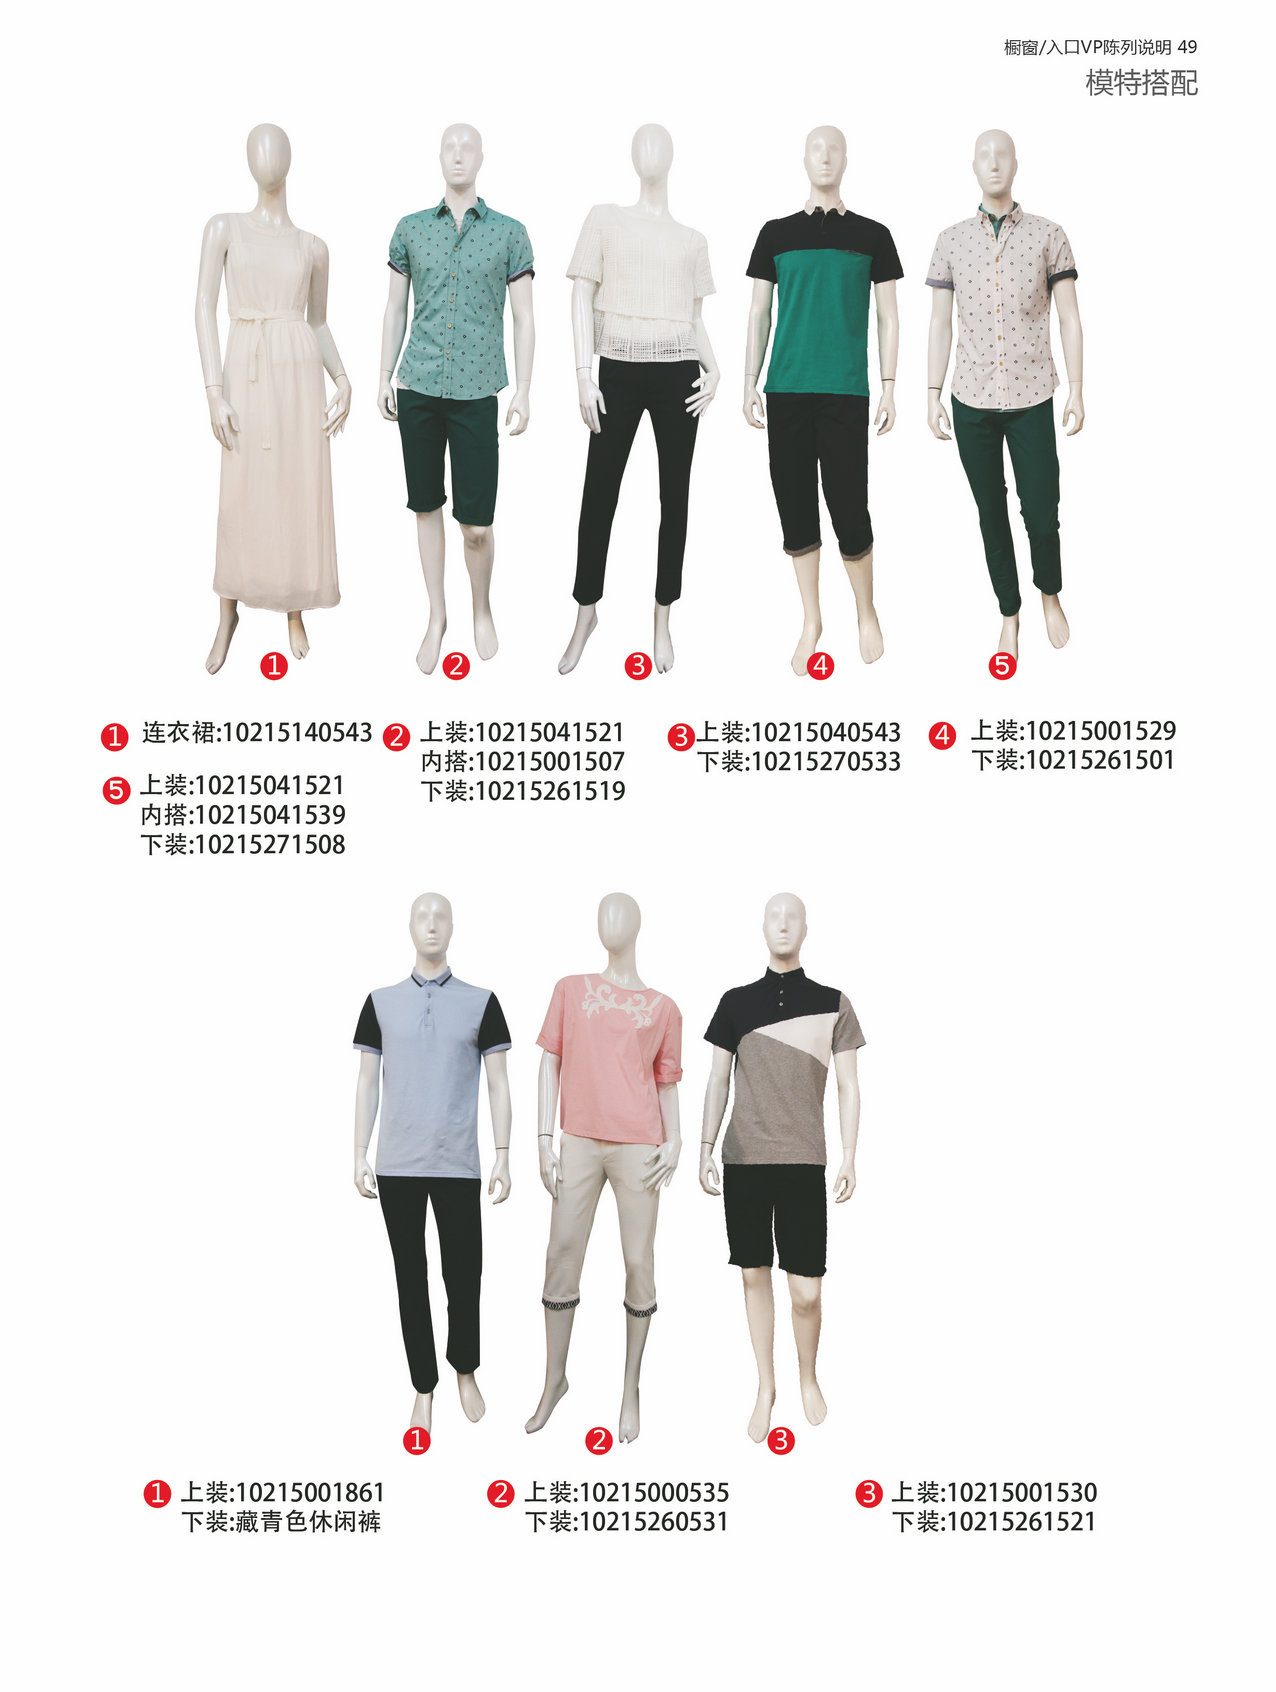 橱窗/入口VP陈列说明 49
模特搭配
1
2
3
4
5
1 连衣裙:10215140543
2 上装:10215041521
内搭:10215001507
下装:10215261519
3 上装:10215040543
下装:10215270533
4 上装:10215001529
下装:10215261501
5 上装:10215041521
内搭:10215041539
下装:10215271508
1
2
3
1 上装:10215001861
下装:藏青色休闲裤
2 上装:10215000535
下装:10215260531
3 上装:10215001530
下装:10215261521